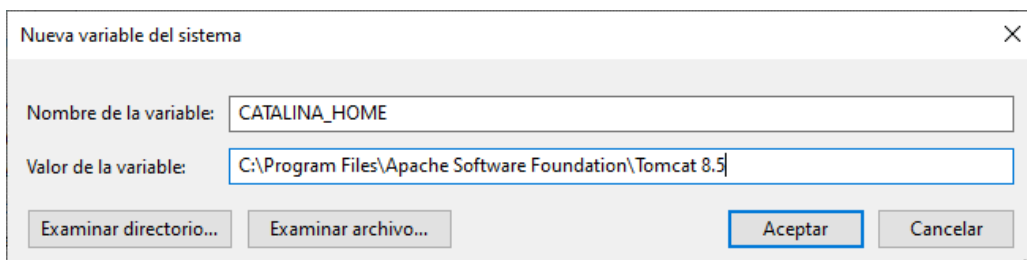 Nueva variable del sistema
Nombre de la variable: CATALINA_HOME
Valor de la variable: C:\Program Files\Apache Software Foundation\Tomcat 8.5
Examinar directorio... Examinar archivo... Aceptar Cancelar